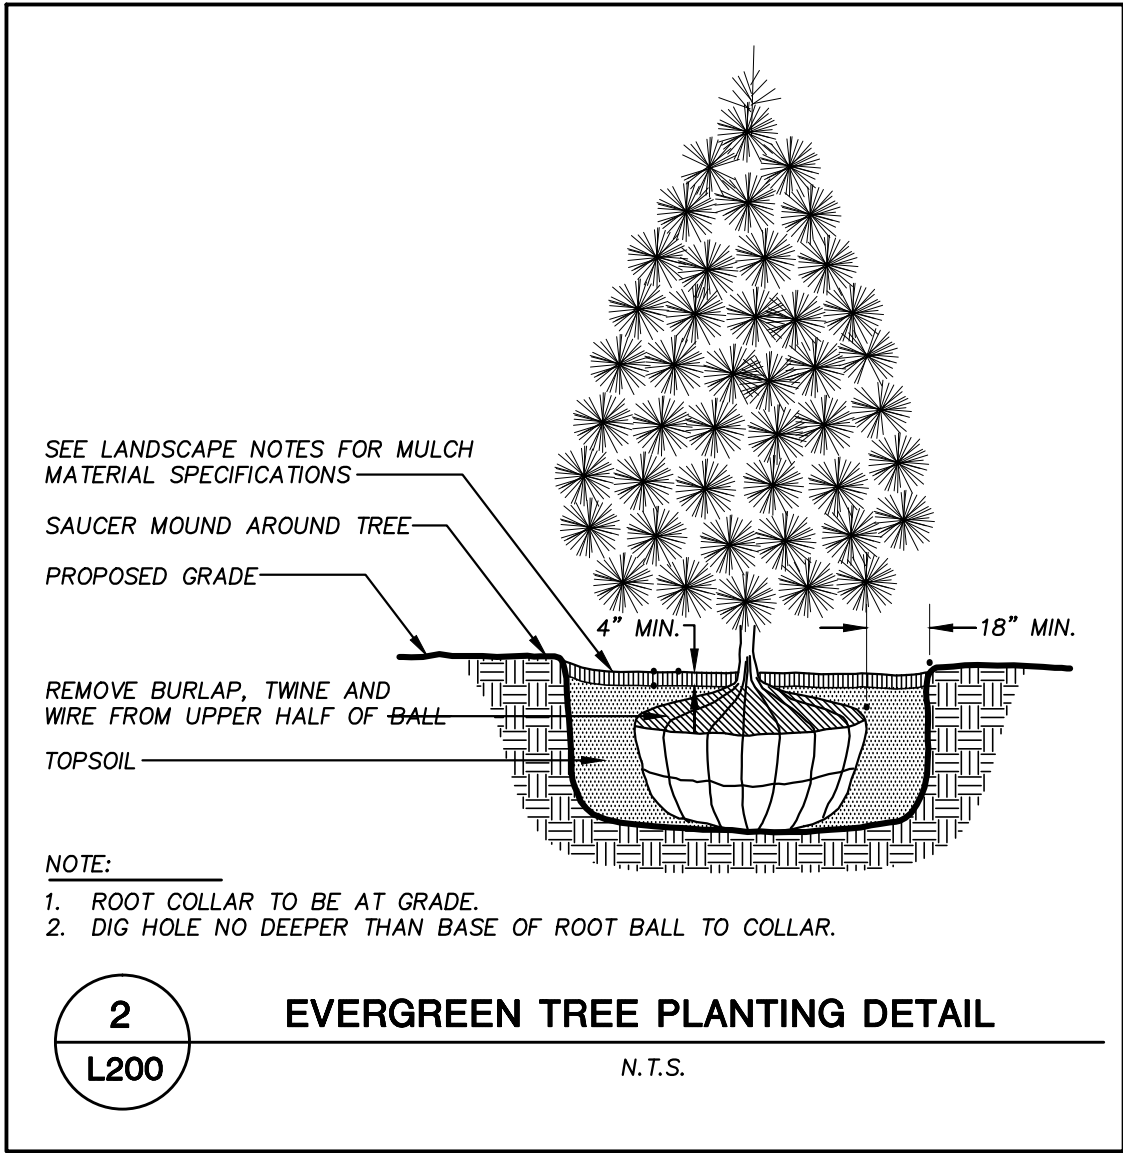 SEE LANDSCAPE NOTES FOR MULCH
MATERIAL SPECIFICATIONS
SAUCER MOUND AROUND TREE
PROPOSED GRADE
4" MIN.
18" MIN.
REMOVE BURLAP, TWINE AND
WIRE FROM UPPER HALF OF BALL
TOPSOIL
NOTE:
1. ROOT COLLAR TO BE AT GRADE.
2. DIG HOLE NO DEEPER THAN BASE OF ROOT BALL TO COLLAR.
2
L200
EVERGREEN TREE PLANTING DETAIL
N.T.S.